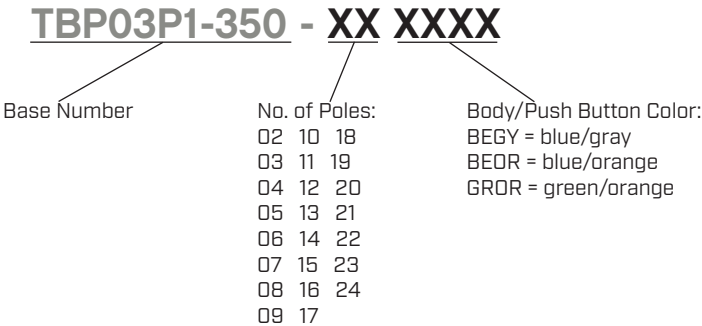 TBP03P1-350 - XX XXXX
Base Number
No. of Poles:
02 10 18
03 11 19
04 12 20
05 13 21
06 14 22
07 15 23
08 16 24
09 17
Body/Push Button Color:
BEGY = blue/gray
BEOR = blue/orange
GROR = green/orange